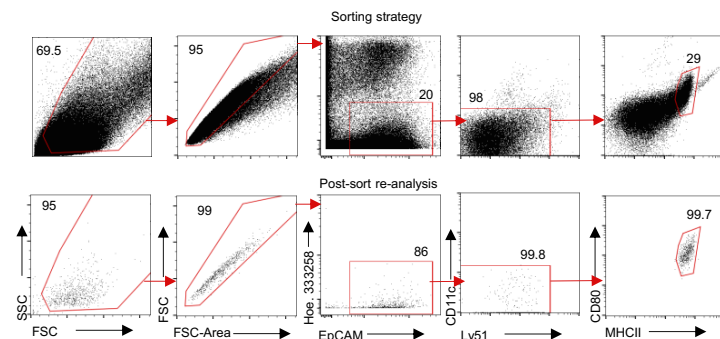 Sorting strategy
69.5
95
20
98
29
Post-sort re-analysis
95
99
86
99.8
99.7
SSC
FSC
Hoe. 333258
CD11c
CD80
FSC
FSC-Area
EpCAM
Ly51
MHCII